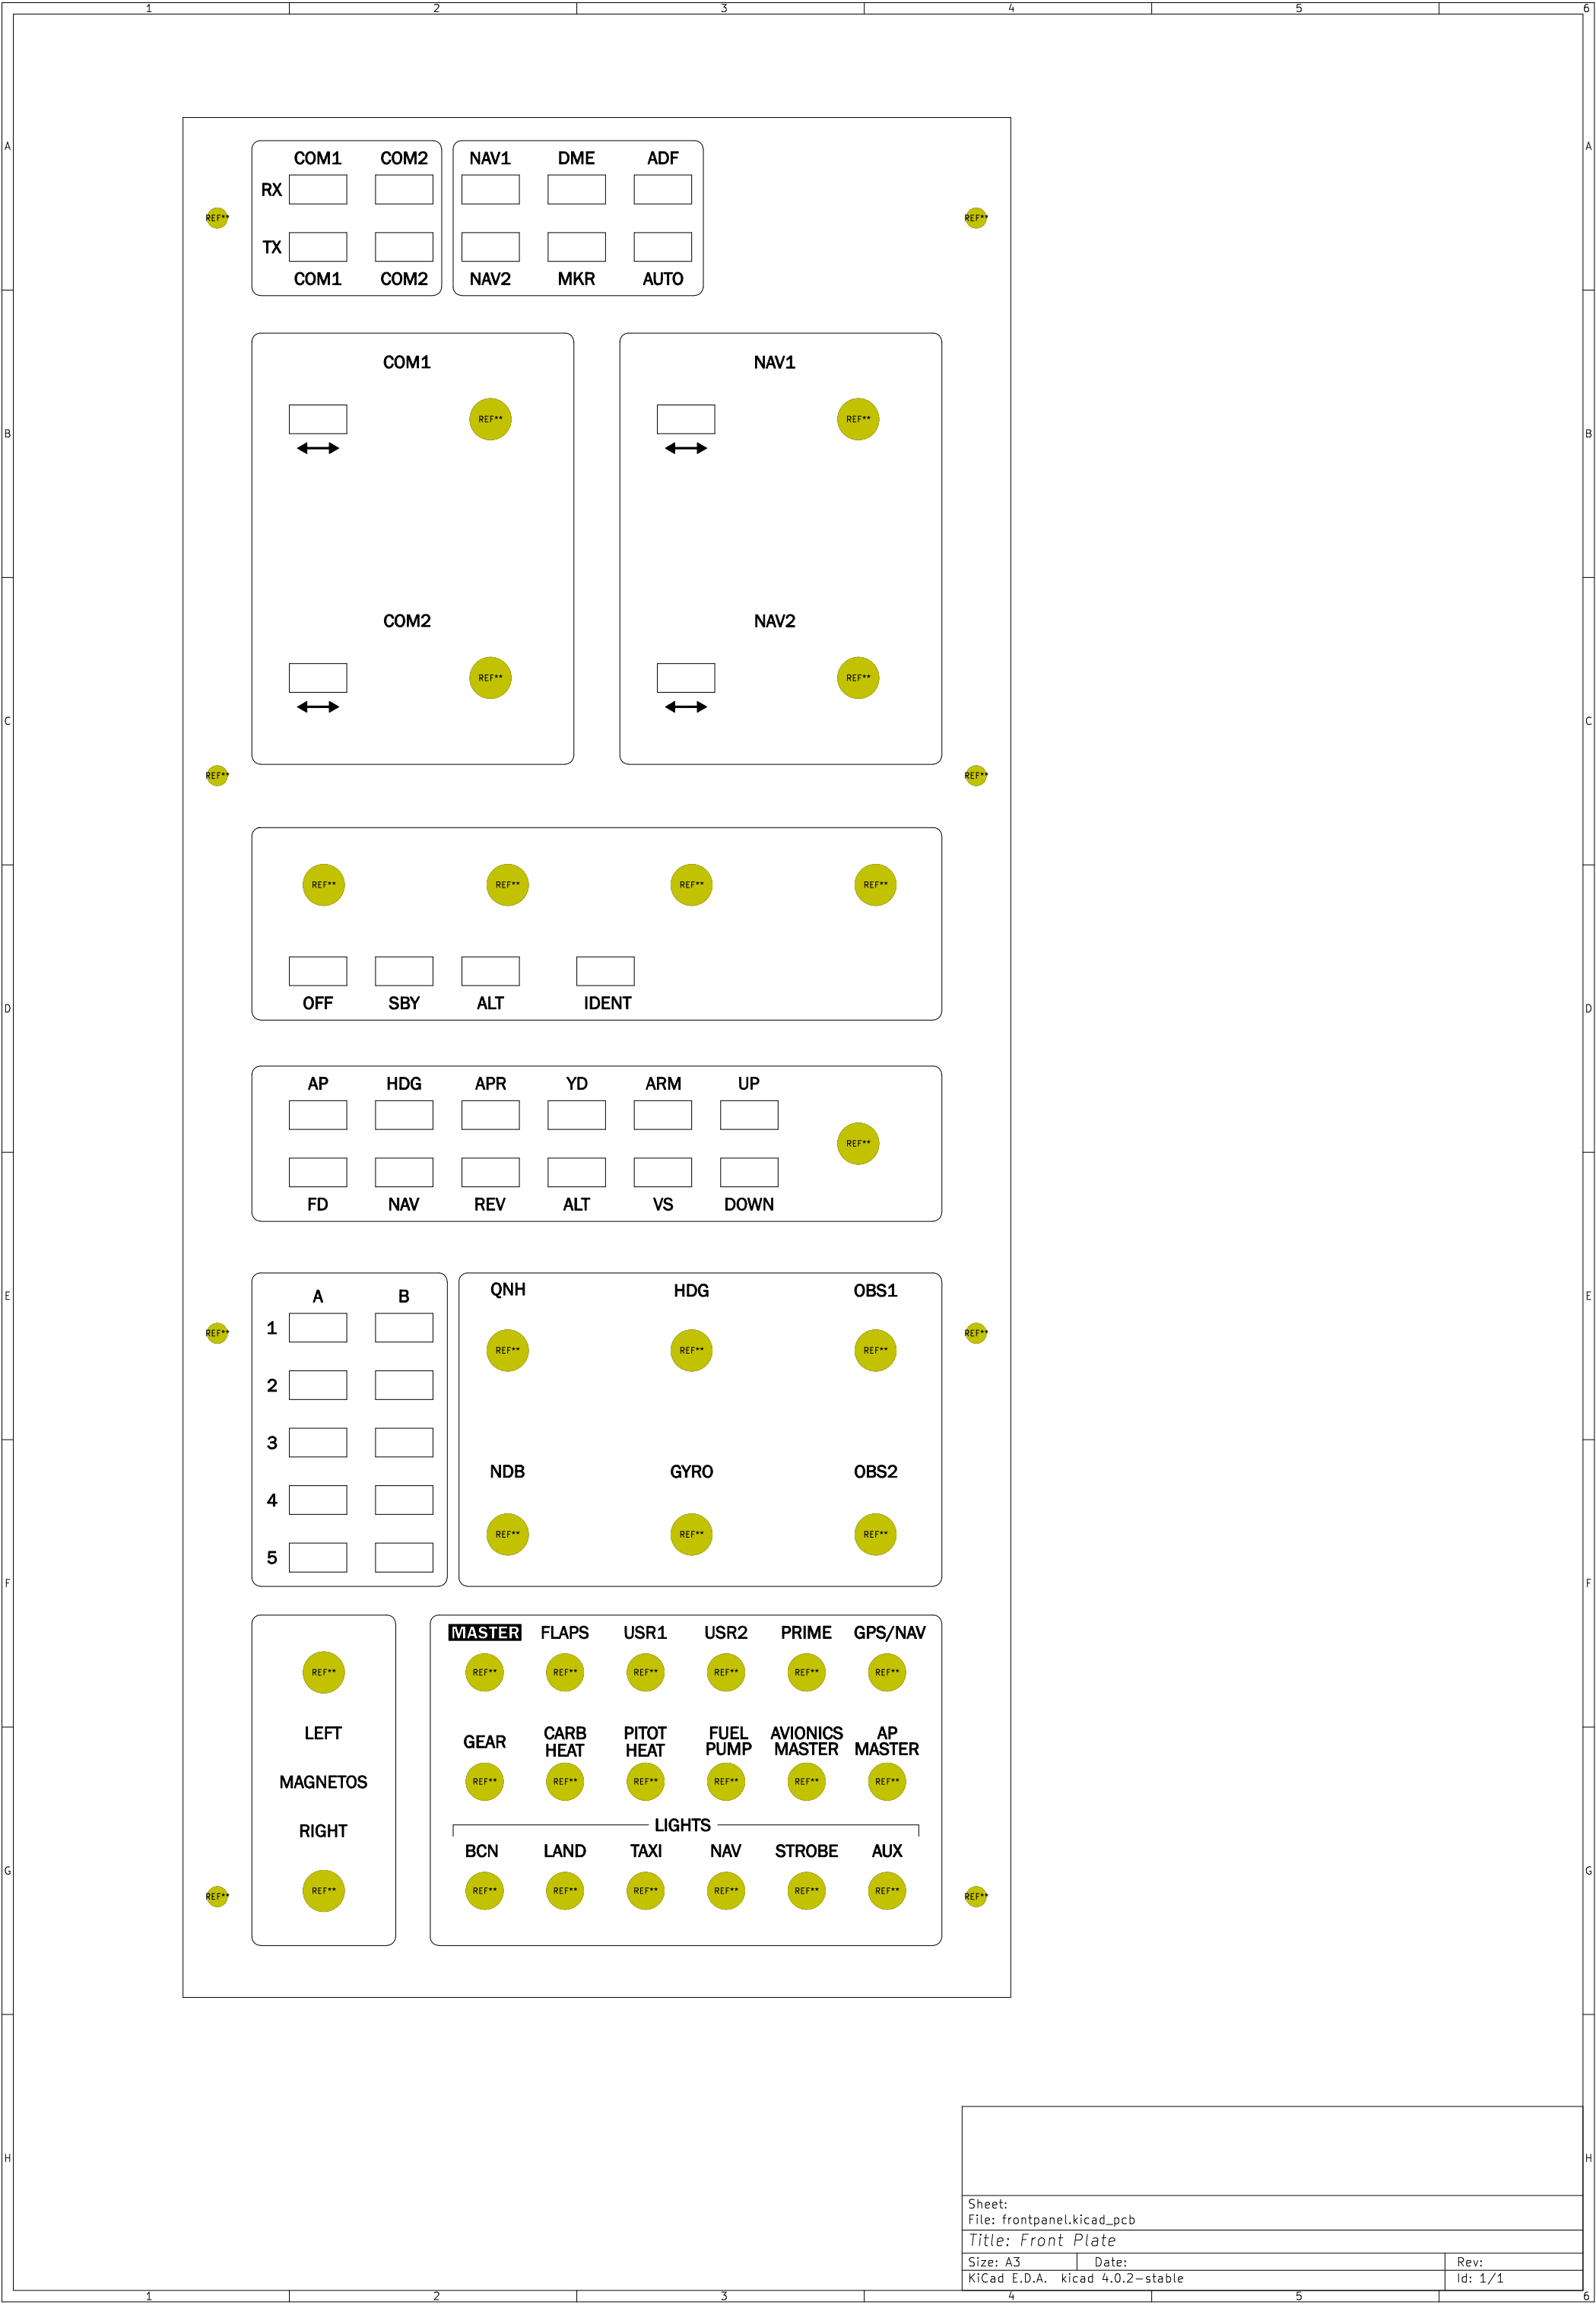 1 2 3 4 5 6
A A
COM1 COM2 NAV1 DME ADF
RX
REF** REF**
TX
COM1 COM2 NAV2 MKR AUTO
COM1 NAV1
REF** REF**
B B
COM2 NAV2
REF** REF**
C C
REF** REF**
REF** REF** REF** REF**
OFF SBY ALT IDENT
D D
AP HDG APR YD ARM UP
REF**
FD NAV REV ALT VS DOWN
E E
A B QNH HDG OBS1
1
REF** REF**
REF** REF** REF**
2
3
NDB GYRO OBS2
4
REF** REF** REF**
5
F F
MASTER FLAPS USR1 USR2 PRIME GPS/NAV
REF** REF** REF** REF** REF** REF** REF**
LEFT
GEAR CARB HEAT PITOT HEAT FUEL PUMP AVIONICS MASTER AP MASTER
MAGNETOS
REF** REF** REF** REF** REF** REF**
RIGHT
LIGHTS
BCN LAND TAXI NAV STROBE AUX
G G
REF** REF** REF** REF** REF** REF** REF*
REF** REF**
H H
Sheet:
File: frontpanel.kicad_pcb
Title: Front Plate
Size: A3 Date: Rev:
KiCad E.D.A. kicad 4.0.2-stable Id: 1/1
1 2 3 4 5 6